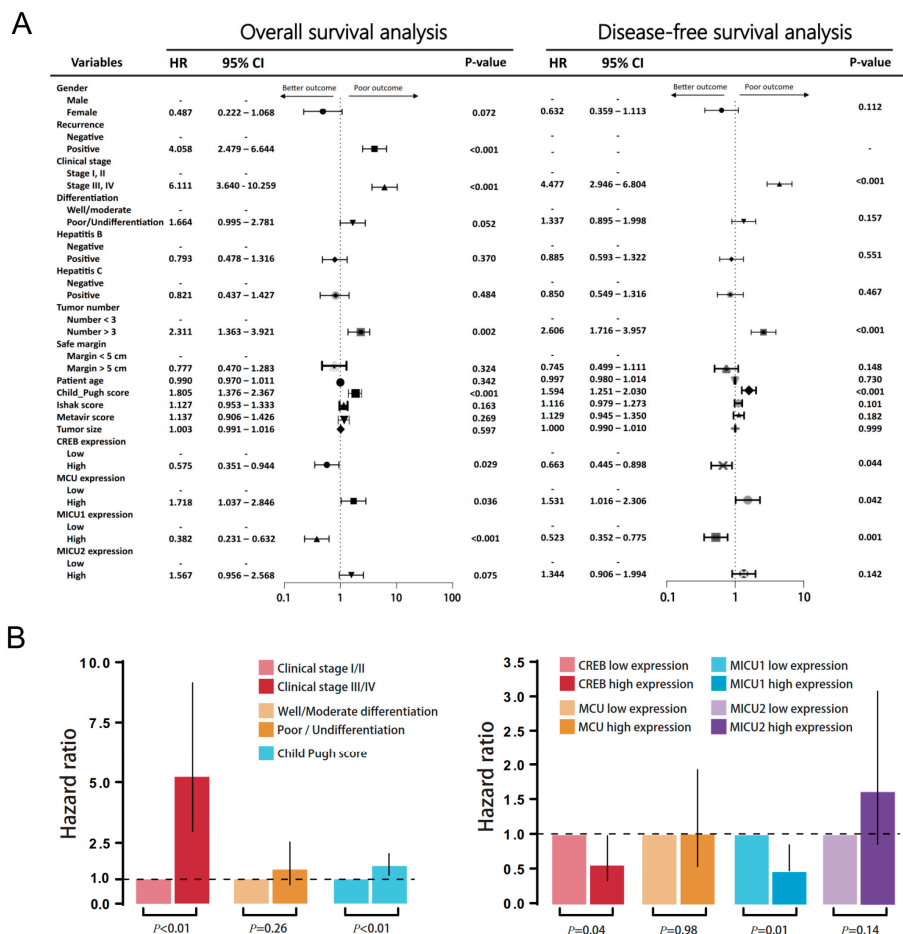 A
Overall survival analysis Disease-free survival analysis
Variables HR 95% CI P-value HR 95% CI P-value
Gender Better outcome Poor outcome Better outcome Poor outcome
Male - - - -
Female 0.487 0.222 – 1.068 0.072 0.632 0.359 – 1.113 0.112
Recurrence
Negative - - - -
Positive 4.058 2.479 – 6.644 <0.001 - - -
Clinical stage
Stage I, II - - - -
Stage III, IV 6.111 3.640 - 10.259 <0.001 4.477 2.946 – 6.804 <0.001
Differentiation
Well/moderate - - - -
Poor/Undifferentiation 1.664 0.995 – 2.781 0.052 1.337 0.895 – 1.998 0.157
Hepatitis B
Negative - - - -
Positive 0.793 0.478 – 1.316 0.370 0.885 0.593 – 1.322 0.551
Hepatitis C
Negative - - - -
Positive 0.821 0.437 – 1.427 0.484 0.850 0.549 – 1.316 0.467
Tumor number
Number < 3 - - - -
Number > 3 2.311 1.363 – 3.921 0.002 2.606 1.716 – 3.957 <0.001
Safe margin
Margin < 5 cm - - - -
Margin > 5 cm 0.777 0.470 – 1.283 0.324 0.745 0.499 – 1.111 0.148
Patient age 0.990 0.970 – 1.011 0.342 0.997 0.980 – 1.014 0.730
Child_Pugh score 1.805 1.376 – 2.367 <0.001 1.594 1.251 – 2.030 <0.001
Ishak score 1.127 0.953 – 1.333 0.163 1.116 0.979 – 1.273 0.101
Metavir score 1.137 0.906 – 1.426 0.269 1.129 0.945 – 1.350 0.182
Tumor size 1.003 0.991 – 1.016 0.597 1.000 0.990 – 1.010 0.999
CREB expression
Low - - - -
High 0.575 0.351 – 0.944 0.029 0.663 0.445 – 0.898 0.044
MCU expression
Low - - - -
High 1.718 1.037 – 2.846 0.036 1.531 1.016 – 2.306 0.042
MICU1 expression
Low - - - -
High 0.382 0.231 – 0.632 <0.001 0.523 0.352 – 0.775 0.001
MICU2 expression
Low - - - -
High 1.567 0.956 – 2.568 0.075 1.344 0.906 – 1.994 0.142
0.1 1 10 100 0.1 1 10
B
Hazard ratio
10.0
7.5
5.0
2.5
1.0
0.0
Clinical stage I/II
Clinical stage III/IV
Well/Moderate differentiation
Poor / Undifferentiation
Child Pugh score
P<0.01 P=0.26 P<0.01
Hazard ratio
3.5
3.0
2.5
2.0
1.5
1.0
0.5
0.0
CREB low expression MICU1 low expression
CREB high expression MICU1 high expression
MCU low expression MICU2 low expression
MCU high expression MICU2 high expression
P=0.04 P=0.98 P=0.01 P=0.14